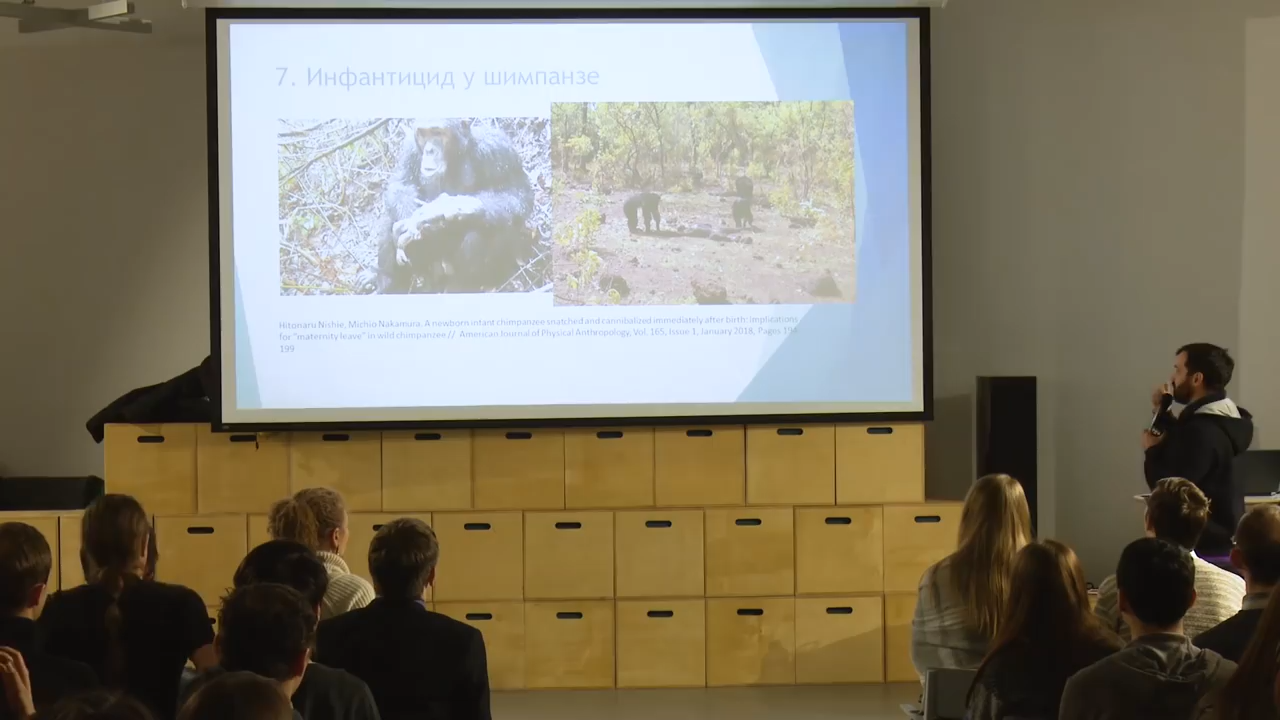 7. Инфантицид у шимпанзе
Hitonaru Nishie, Michio Nakamura. A newborn infant chimpanzee snatched and cannibalized immediately after birth: Implications
for "maternity leave" in wild chimpanzee // American Journal of Physical Anthropology, Vol. 165, Issue 1, January 2018, Pages 194
199